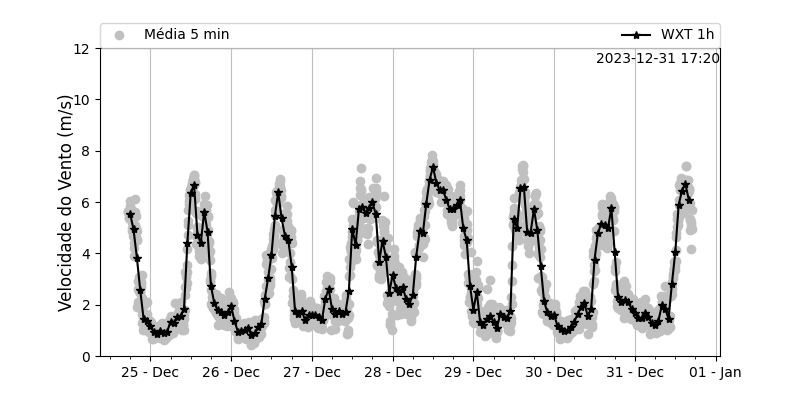 Média 5 min
WXT 1h
2023-12-31 17:20
Velocidade do Vento (m/s)
12
10
8
6
4
2
0
25 - Dec
26 - Dec
27 - Dec
28 - Dec
29 - Dec
30 - Dec
31 - Dec
01 - Jan